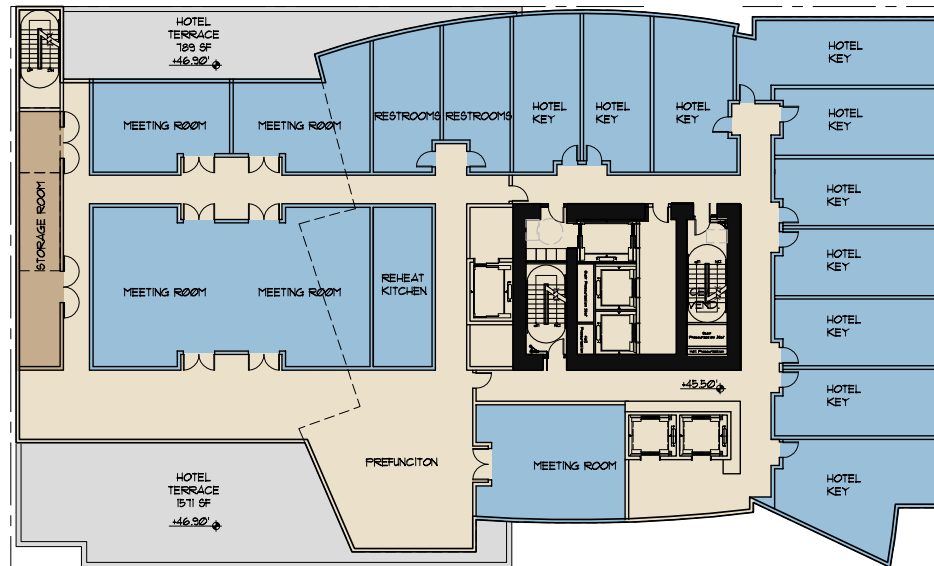 HOTEL
TERRACE
789 SF
+46.90'
MEETING ROOM
MEETING ROOM
RESTROOMS
RESTROOMS
HOTEL
KEY
HOTEL
KEY
HOTEL
KEY
HOTEL
KEY
HOTEL
KEY
HOTEL
KEY
HOTEL
KEY
HOTEL
KEY
HOTEL
KEY
HOTEL
KEY
STORAGE ROOM
MEETING ROOM
MEETING ROOM
REHEAT
KITCHEN
+45.50'
PREFUNCITON
MEETING ROOM
HOTEL
TERRACE
1571 SF
+46.90'